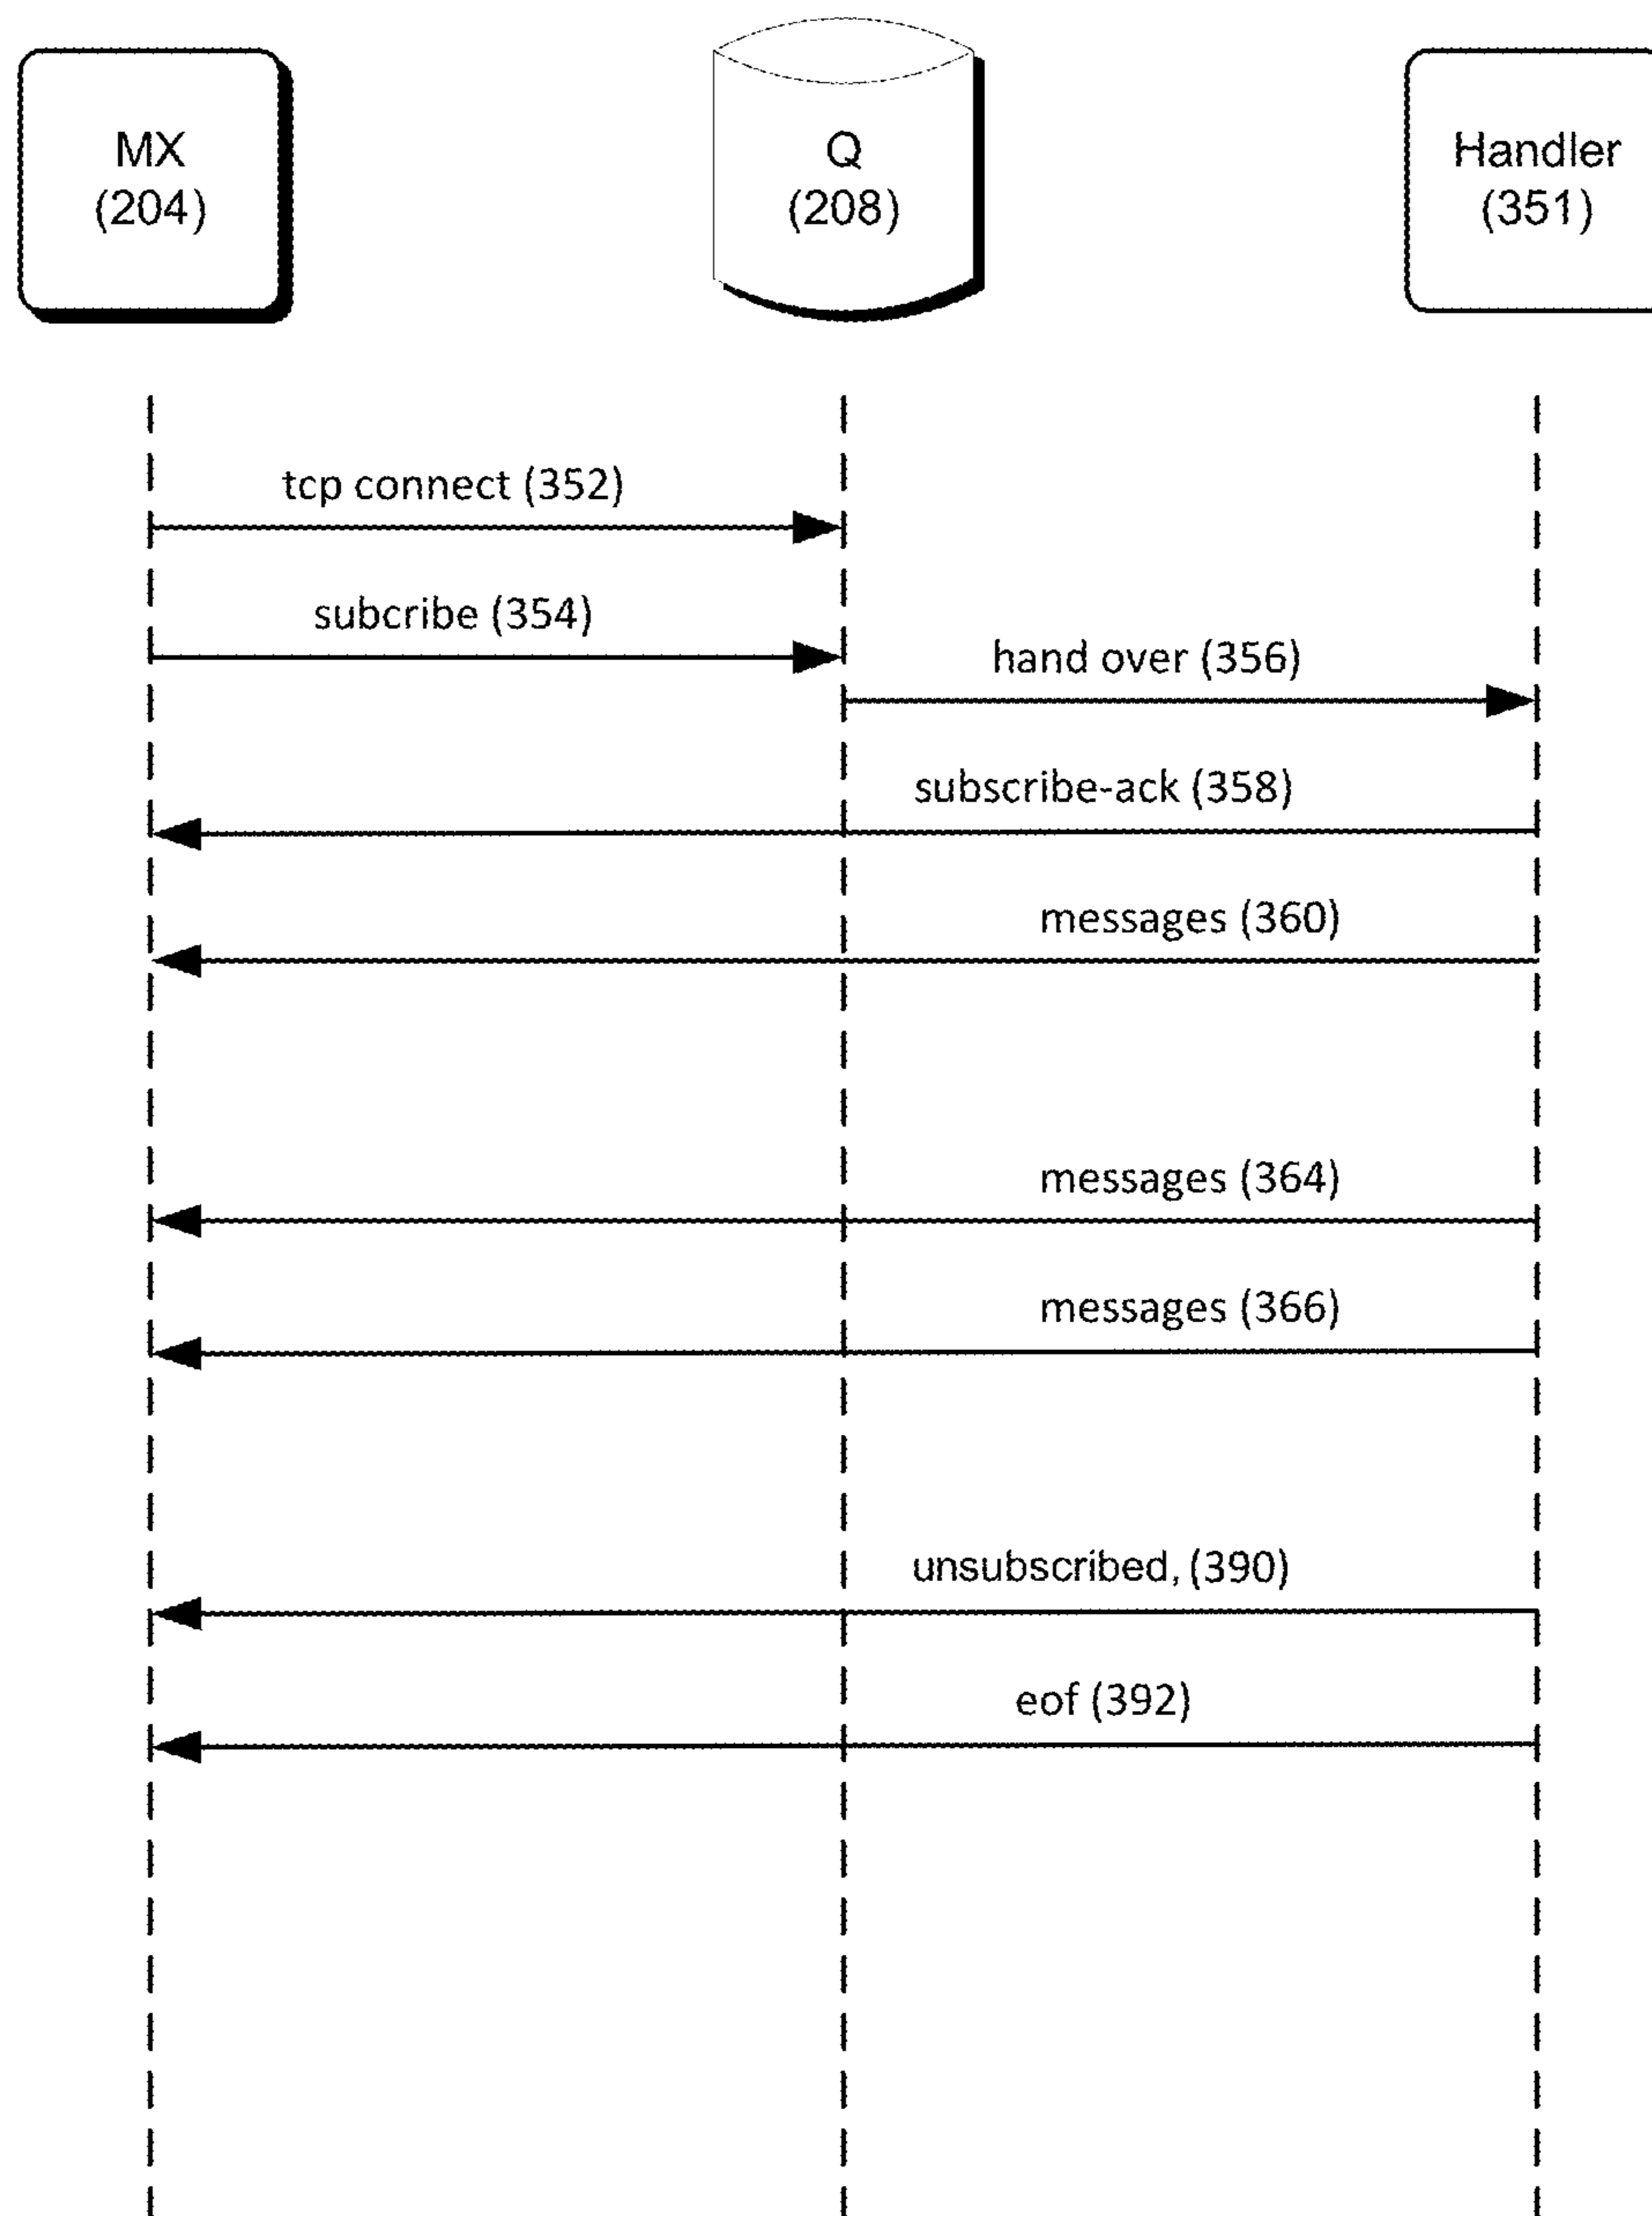 MX
(204)
Q
(208)
Handler
(351)
tcp connect (352)
subcribe (354)
hand over (356)
subscribe-ack (358)
messages (360)
messages (364)
messages (366)
unsubscribed, (390)
eof (392)